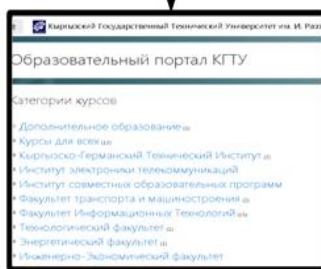 Кыргызский Государственный Технический Университет им. И. Разз
Образовательный портал КГТУ
Категории курсов
Дополнительное образование
Курсы для всех
Кыргызско-Германский Технический Институт
Институт электроники телекоммуникаций
Институт совместных образовательных программ
Факультет транспорта и машиностроения
Факультет Информационных Технологий
Технологический факультет
Энергетический факультет
Инженерно-Экономический факультет